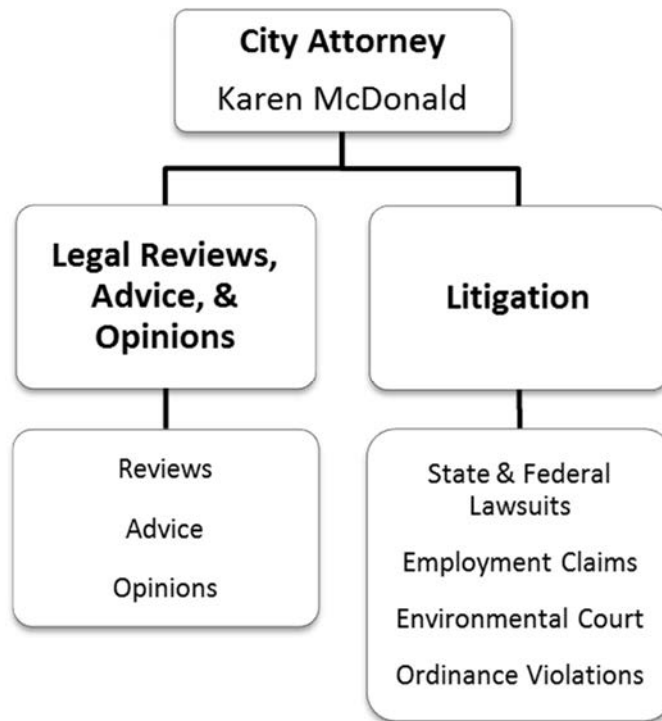 City Attorney
Karen McDonald
Legal Reviews,
Advice, &
Opinions
Litigation
Reviews
Advice
Opinions
State & Federal
Lawsuits
Employment Claims
Environmental Court
Ordinance Violations